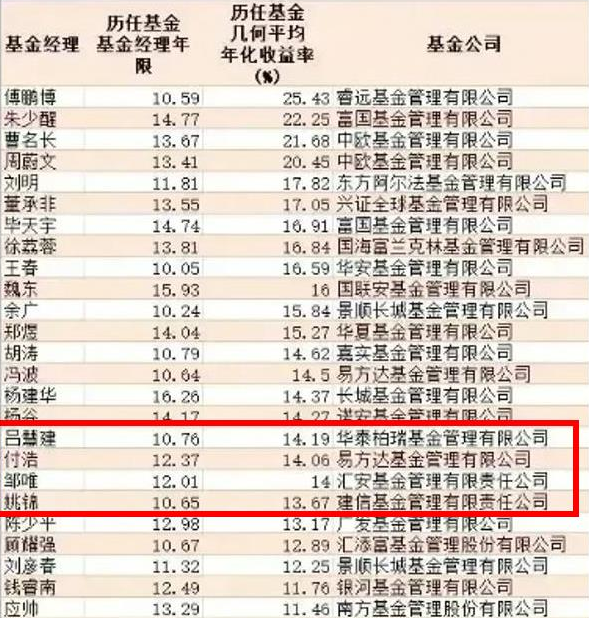 基金经理 历任基金基金经理年限 历任基金几何平均年化收益率(%) 基金公司
傅鹏博 10.59 25.43 睿远基金管理有限公司
朱少醒 14.77 22.25 富国基金管理有限公司
曹名长 13.67 21.68 中欧基金管理有限公司
周蔚文 13.41 20.45 中欧基金管理有限公司
刘明 11.81 17.82 东方阿尔法基金管理有限公司
董承非 13.55 17.05 兴证全球基金管理有限公司
毕天宇 14.74 16.91 富国基金管理有限公司
徐荔蓉 13.81 16.84 国海富兰克林基金管理有限公司
王春 10.05 16.59 华安基金管理有限公司
魏东 15.93 16 国联安基金管理有限公司
余广 10.24 15.84 景顺长城基金管理有限公司
郑煜 14.04 15.27 华夏基金管理有限公司
胡涛 10.79 14.62 嘉实基金管理有限公司
冯波 10.64 14.5 易方达基金管理有限公司
杨建华 16.26 14.37 长城基金管理有限公司
杨谷 14.17 14.27 诺安基金管理有限公司
吕慧建 10.76 14.19 华泰柏瑞基金管理有限公司
付浩 12.37 14.06 易方达基金管理有限公司
邹唯 12.01 14 汇安基金管理有限责任公司
姚锦 10.65 13.67 建信基金管理有限责任公司
陈少平 12.98 13.17 广发基金管理有限公司
顾耀强 10.67 12.89 汇添富基金管理股份有限公司
刘彦春 11.32 12.25 景顺长城基金管理有限公司
钱睿南 12.49 11.76 银河基金管理有限公司
应帅 13.29 11.46 南方基金管理股份有限公司